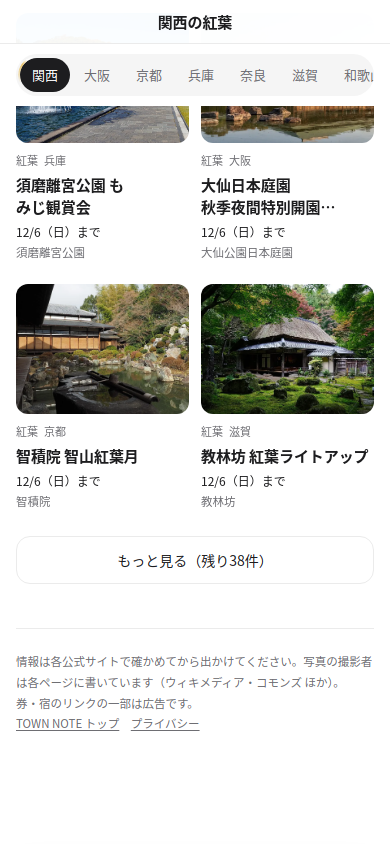 関西の紅葉
関西 大阪 京都 兵庫 奈良 滋賀 和歌
紅葉 兵庫
須磨離宮公園 も
みじ観賞会
12/6（日）まで
須磨離宮公園
紅葉 大阪
大仙日本庭園
秋季夜間特別開園…
12/6（日）まで
大仙公園日本庭園
紅葉 京都
智積院 智山紅葉月
12/6（日）まで
智積院
紅葉 滋賀
教林坊 紅葉ライトアップ
12/6（日）まで
教林坊
もっと見る（残り38件）
情報は各公式サイトで確かめてから出かけてください。写真の撮影者
は各ページに書いています（ウィキメディア・コモンズ ほか）。
券・宿のリンクの一部は広告です。
TOWN NOTE トップ プライバシー